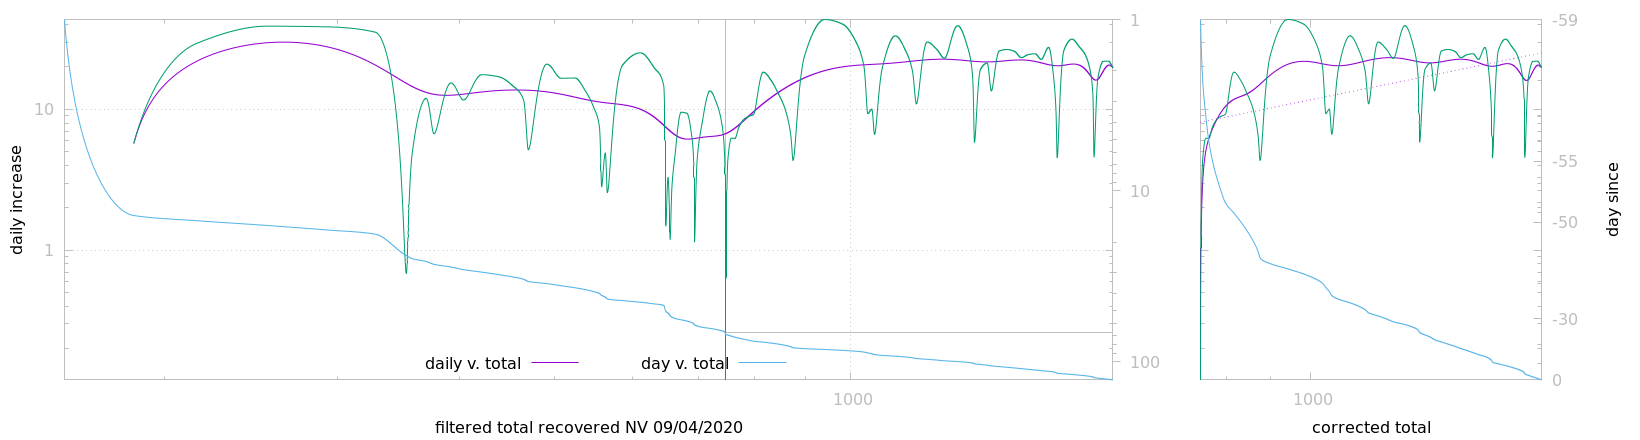 daily increase
10
1
daily v. total
day v. total
1000
filtered total recovered NV 09/04/2020
1
10
100
1000
corrected total
-59
-55
-50
-30
0
day since